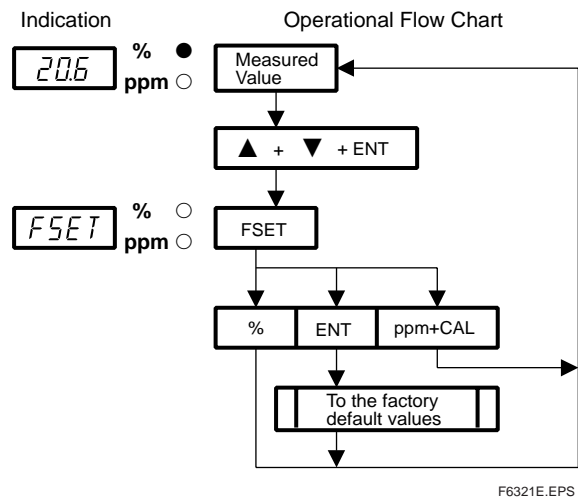 Indication
Operational Flow Chart
20.6
%
ppm
Measured
Value
▲ + ▼ + ENT
FSET
%
ppm
FSET
% ENT ppm+CAL
To the factory
default values
F6321E.EPS